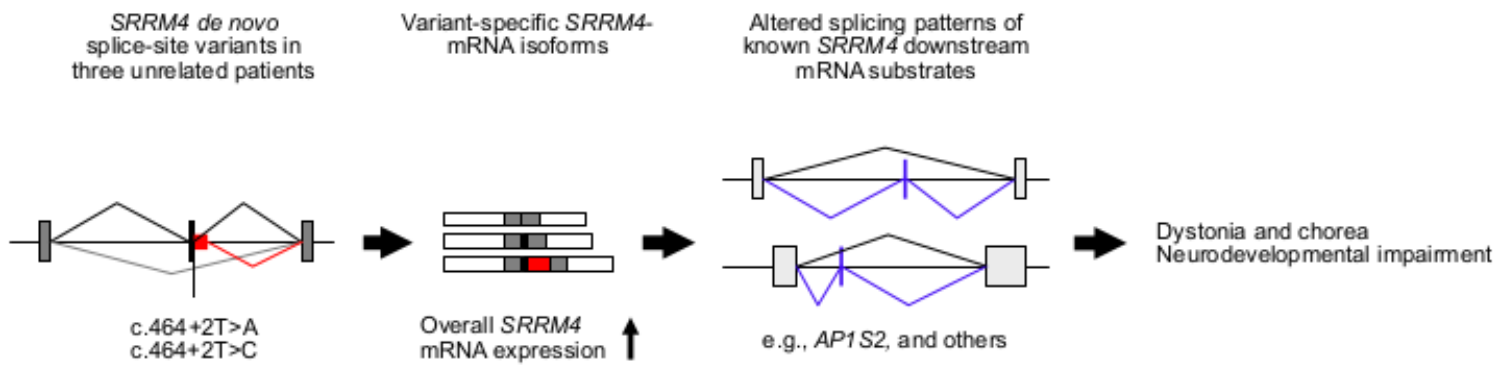 SRRM4 de novo
splice-site variants in
three unrelated patients
Variant-specific SRRM4-
mRNA isoforms
Altered splicing patterns of
known SRRM4 downstream
mRNA substrates
c.464+2T>A
c.464+2T>C
Overall SRRM4
mRNA expression
e.g., AP1S2, and others
Dystonia and chorea
Neurodevelopmental impairment